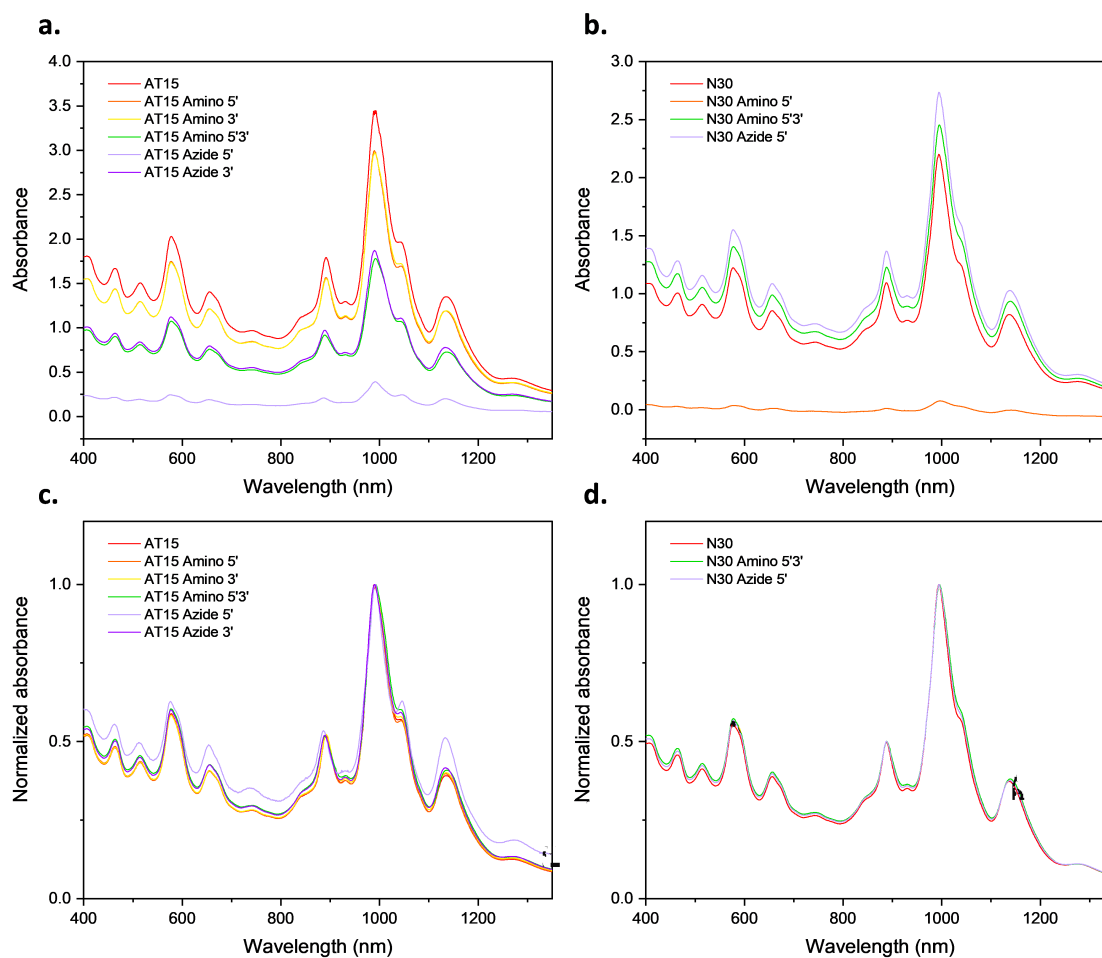 a.
4.0
3.5
3.0
2.5
2.0
1.5
1.0
0.5
0.0
Absorbance
AT15
AT15 Amino 5'
AT15 Amino 3'
AT15 Amino 5'3'
AT15 Azide 5'
AT15 Azide 3'
400 600 800 1000 1200
Wavelength (nm)
b.
3.0
2.5
2.0
1.5
1.0
0.5
0.0
Absorbance
N30
N30 Amino 5'
N30 Amino 5'3'
N30 Azide 5'
400 600 800 1000 1200
Wavelength (nm)
c.
1.0
0.5
0.0
Normalized absorbance
AT15
AT15 Amino 5'
AT15 Amino 3'
AT15 Amino 5'3'
AT15 Azide 5'
AT15 Azide 3'
400 600 800 1000 1200
Wavelength (nm)
d.
1.0
0.5
0.0
Normalized absorbance
N30
N30 Amino 5'3'
N30 Azide 5'
400 600 800 1000 1200
Wavelength (nm)